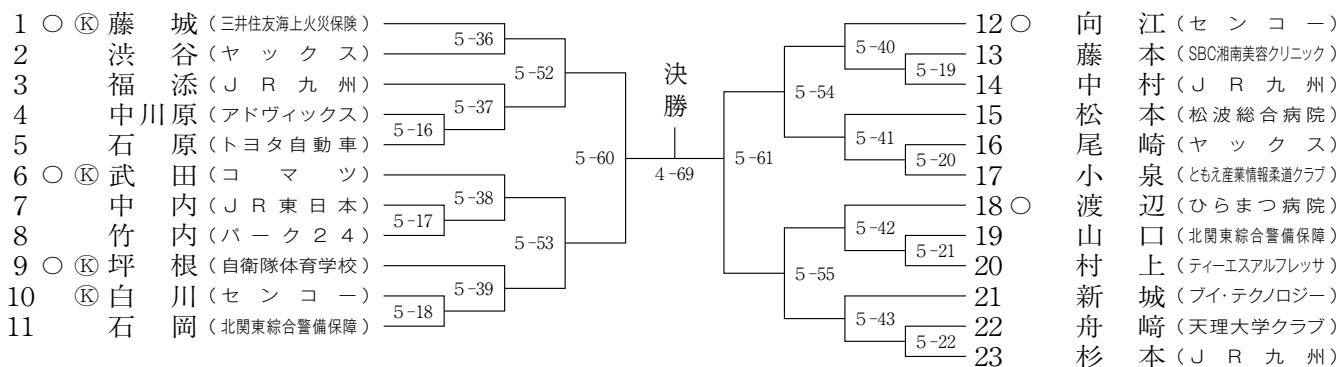 1 ○ Ⓚ 藤 城 (三井住友海上火災保険)
2 渋 谷 (ヤックス)
3 福 添 (JR九州)
4 中川原 (アドヴィックス)
5 石 原 (トヨタ自動車)
6 ○ Ⓚ 武 田 (コマツ)
7 中 内 (JR東日本)
8 竹 内 (パーク24)
9 ○ Ⓚ 坪 根 (自衛隊体育学校)
10 Ⓚ 白 川 (センコー)
11 石 岡 (北関東綜合警備保障)
5-36
5-37
5-16
5-38
5-17
5-39
5-18
5-52
5-53
5-60
決勝
4-69
5-61
5-54
5-55
5-40
5-19
5-41
5-20
5-42
5-21
5-43
5-22
12 ○ 向 江 (センコー)
13 藤 本 (SBC湘南美容クリニック)
14 中 村 (JR九州)
15 松 本 (松波総合病院)
16 尾 崎 (ヤックス)
17 小 泉 (ともえ産業情報柔道クラブ)
18 ○ 渡 辺 (ひらまつ病院)
19 山 口 (北関東綜合警備保障)
20 村 上 (ティーエスアルフレッサ)
21 新 城 (ブイ・テクノロジー)
22 舟 﨑 (天理大学クラブ)
23 杉 本 (JR九州)